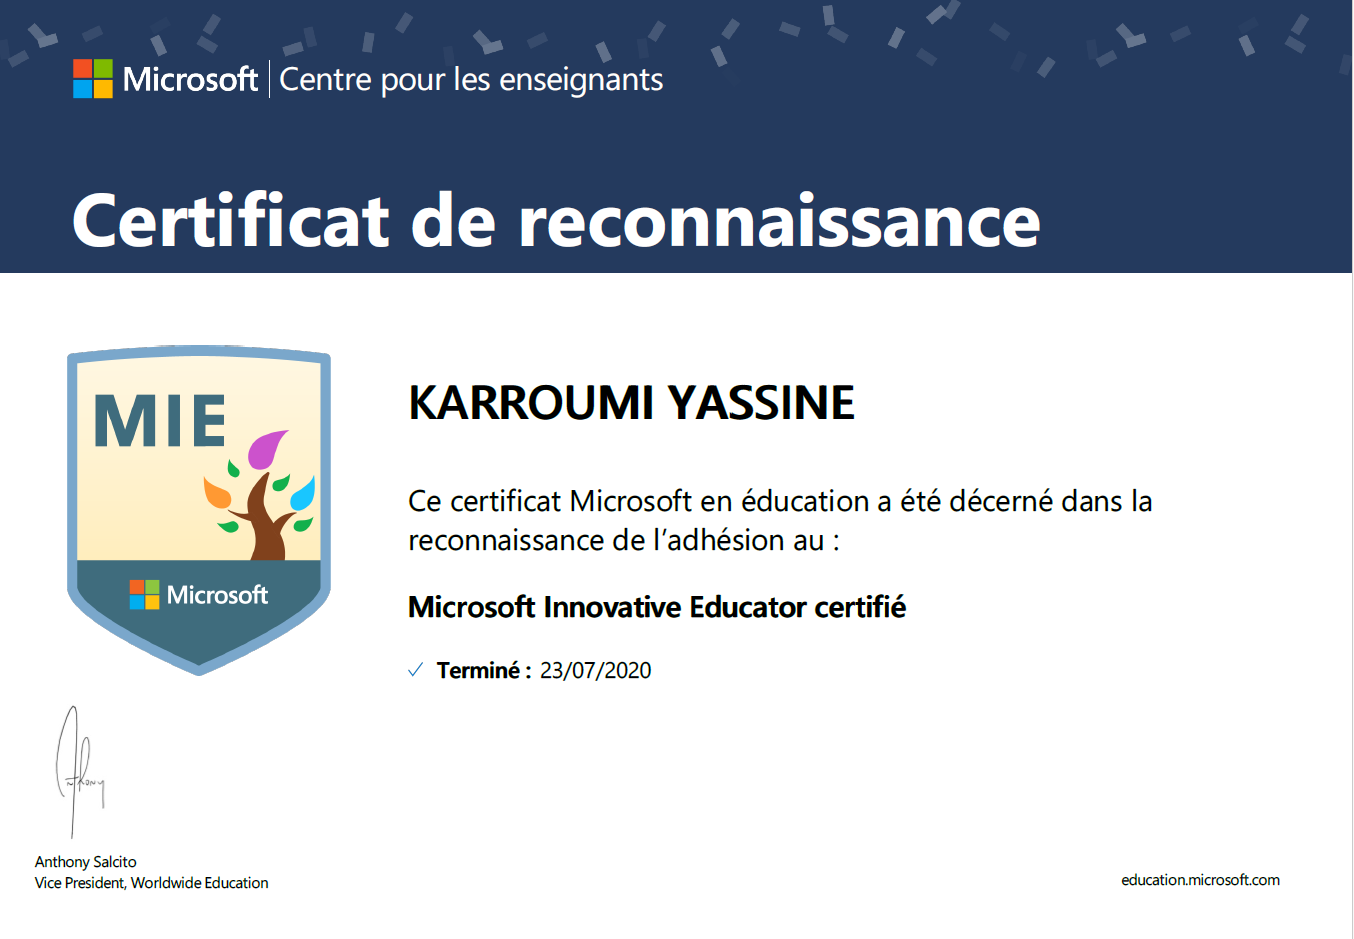 Microsoft | Centre pour les enseignants
Certificat de reconnaissance
MIE
Microsoft
KARROUMI YASSINE
Ce certificat Microsoft en éducation a été décerné dans la
reconnaissance de l’adhésion au :
Microsoft Innovative Educator certifié
✓ Terminé : 23/07/2020
Anthony
Anthony Salcito
Vice President, Worldwide Education
education.microsoft.com